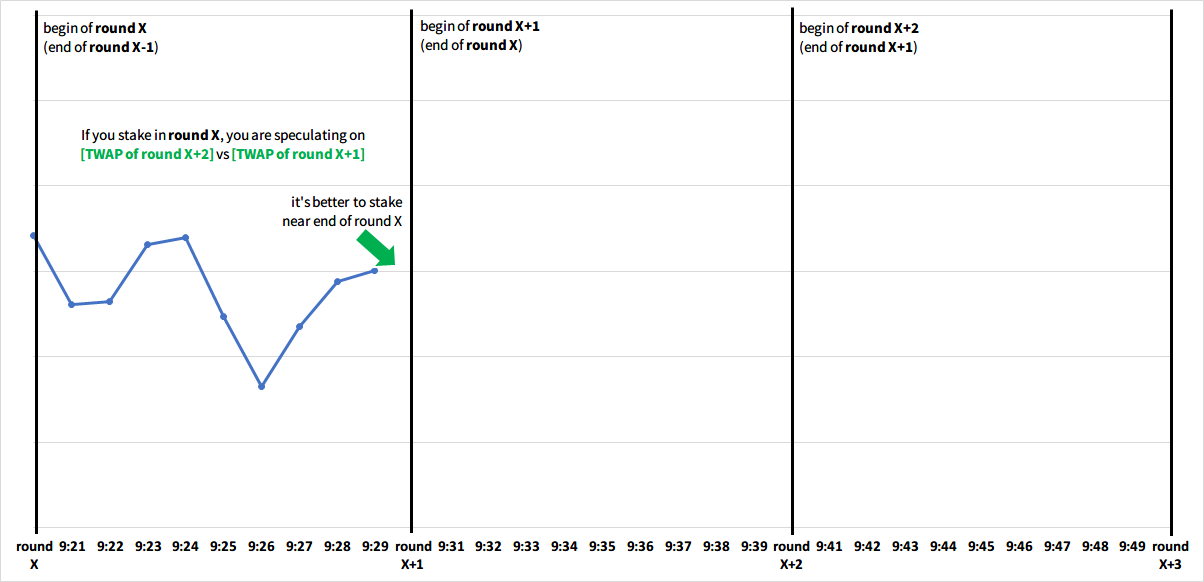 begin of round X
(end of round X-1)
begin of round X+1
(end of round X)
begin of round X+2
(end of round X+1)
If you stake in round X, you are speculating on
[TWAP of round X+2] vs [TWAP of round X+1]
it's better to stake
near end of round X
round X 9:21 9:22 9:23 9:24 9:25 9:26 9:27 9:28 9:29 round X+1 9:31 9:32 9:33 9:34 9:35 9:36 9:37 9:38 9:39 round X+2 9:41 9:42 9:43 9:44 9:45 9:46 9:47 9:48 9:49 round X+3